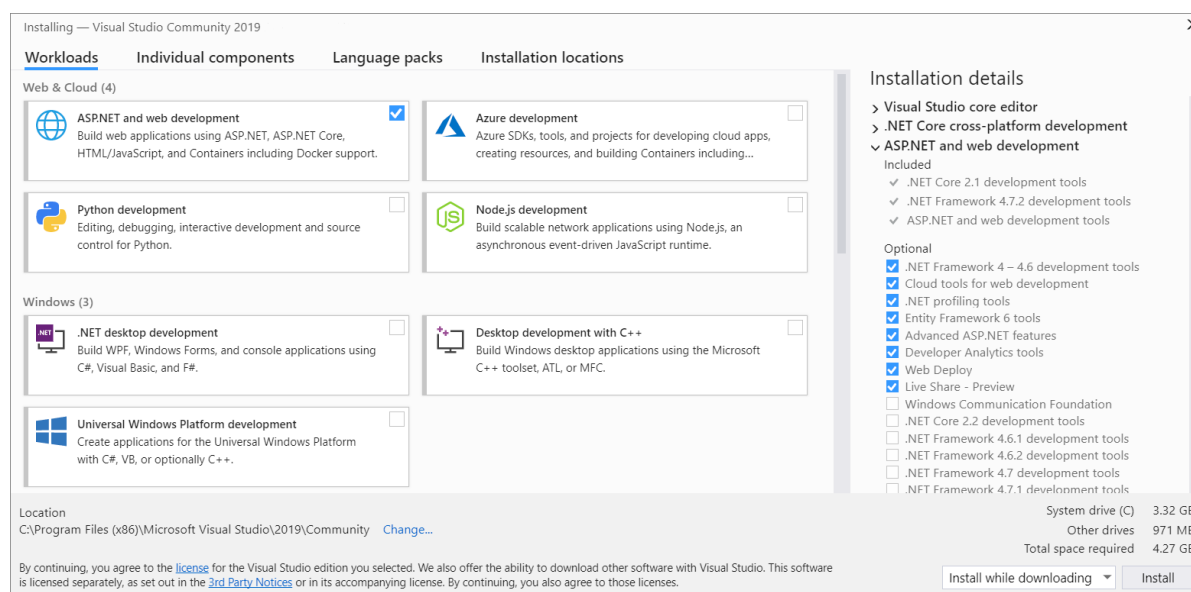 Installing — Visual Studio Community 2019
Workloads
Individual components
Language packs
Installation locations
Web & Cloud (4)
ASP.NET and web development
Build web applications using ASP.NET, ASP.NET Core,
HTML/JavaScript, and Containers including Docker support.
Azure development
Azure SDKs, tools, and projects for developing cloud apps,
creating resources, and building Containers including...
Python development
Editing, debugging, interactive development and source
control for Python.
Node.js development
Build scalable network applications using Node.js, an
asynchronous event-driven JavaScript runtime.
Windows (3)
.NET
.NET desktop development
Build WPF, Windows Forms, and console applications using
C#, Visual Basic, and F#.
Desktop development with C++
Build Windows desktop applications using the Microsoft
C++ toolset, ATL, or MFC.
Universal Windows Platform development
Create applications for the Universal Windows Platform
with C#, VB, or optionally C++.
Installation details
Visual Studio core editor
.NET Core cross-platform development
ASP.NET and web development
Included
.NET Core 2.1 development tools
.NET Framework 4.7.2 development tools
ASP.NET and web development tools
Optional
.NET Framework 4 – 4.6 development tools
Cloud tools for web development
.NET profiling tools
Entity Framework 6 tools
Advanced ASP.NET features
Developer Analytics tools
Web Deploy
Live Share - Preview
Windows Communication Foundation
.NET Core 2.2 development tools
.NET Framework 4.6.1 development tools
.NET Framework 4.6.2 development tools
.NET Framework 4.7 development tools
.NET Framework 4.7.1 development tools
Location
C:\Program Files (x86)\Microsoft Visual Studio\2019\Community Change...
By continuing, you agree to the license for the Visual Studio edition you selected. We also offer the ability to download other software with Visual Studio. This software
is licensed separately, as set out in the 3rd Party Notices or in its accompanying license. By continuing, you also agree to those licenses.
System drive (C) 3.32 GB
Other drives 971 MB
Total space required 4.27 GB
Install while downloading
Install